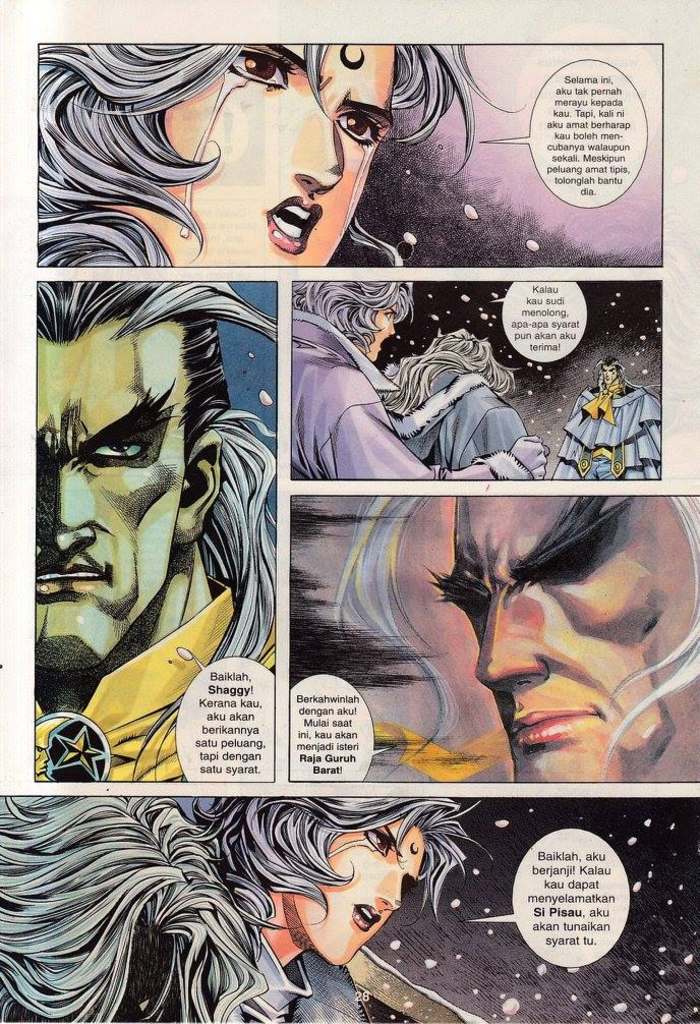 Selama ini,
aku tak pernah
merayu kepada
kau. Tapi, kali ni
aku amat berharap
kau boleh men-
cubanya walaupun
sekali. Meskipun
peluang amat tipis,
tolonglah bantu
dia.
Kalau
kau sudi
menolong,
apa-apa syarat
pun akan aku
terima!
Baiklah,
Shaggy!
Kerana kau,
aku akan
berikannya
satu peluang,
tapi dengan
satu syarat.
Berkahwinlah
dengan aku!
Mulai saat
ini, kau akan
menjadi isteri
Raja Guruh
Barat!
Baiklah, aku
berjanji! Kalau
kau dapat
menyelamatkan
Si Pisau, aku
akan tunaikan
syarat tu.
28